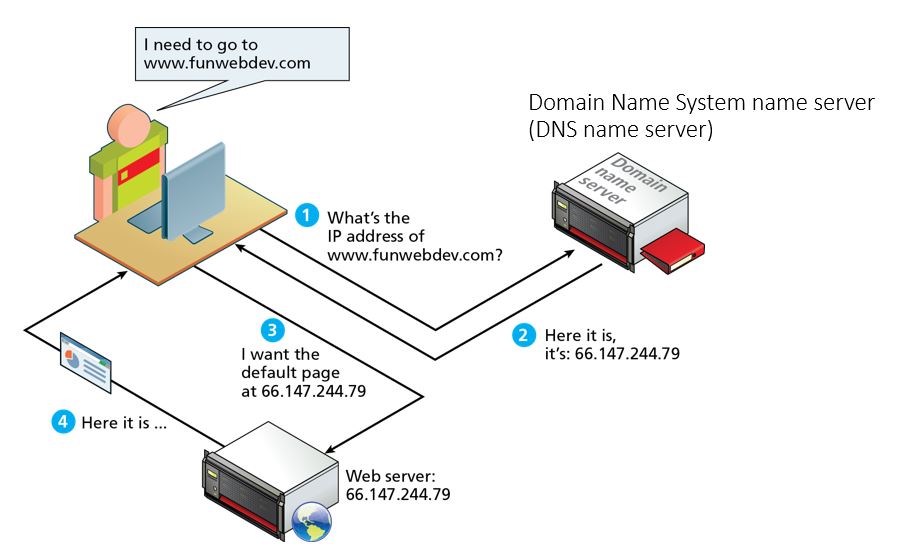 I need to go to
www.funwebdev.com
Domain Name System name server
(DNS name server)
Domain
name
server
1
What's the
IP address of
www.funwebdev.com?
2
Here it is,
it's: 66.147.244.79
3
I want the
default page
at 66.147.244.79
4
Here it is ...
Web server:
66.147.244.79